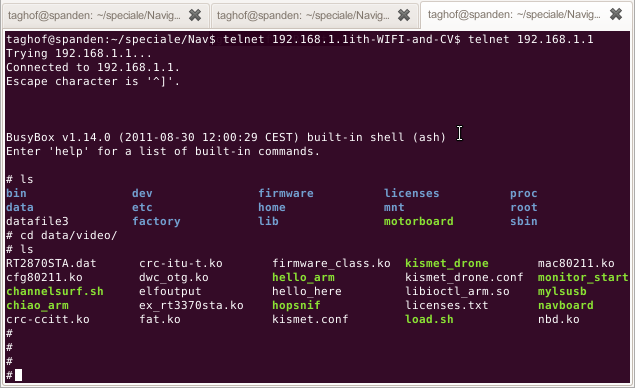 taghof@spanden: ~/speciale/Navig... taghof@spanden: ~/speciale/Navig... taghof@spanden: ~/speciale/Navig...
taghof@spanden:~/speciale/Nav$ telnet 192.168.1.1ith-WIFI-and-CV$ telnet 192.168.1.1
Trying 192.168.1.1...
Connected to 192.168.1.1.
Escape character is '^]'.
BusyBox v1.14.0 (2011-08-30 12:00:29 CEST) built-in shell (ash)
Enter 'help' for a list of built-in commands.
# ls
bin dev firmware licenses proc
data etc home mnt root
datafile3 factory lib motorboard sbin
# cd data/video/
# ls
RT2870STA.dat crc-itu-t.ko firmware_class.ko kismet_drone mac80211.ko
cfg80211.ko dwc_otg.ko hello_arm kismet_drone.conf monitor_start
channelsurf.sh elfoutput hello_here libioctl_arm.so mylsusb
chiao_arm ex_rt3370sta.ko hopsnif licenses.txt navboard
crc-ccitt.ko fat.ko kismet.conf load.sh nbd.ko
#
#
#
#